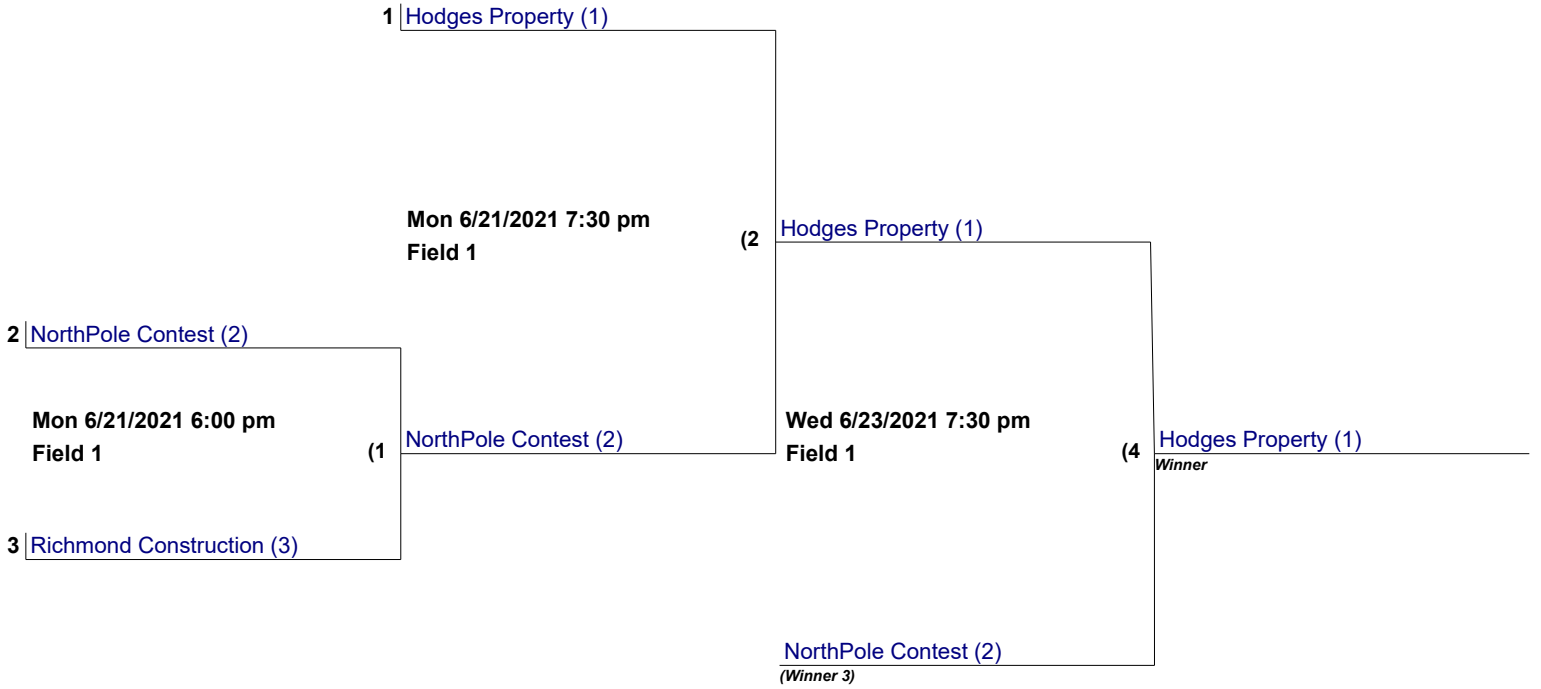 1 Hodges Property (1)
Mon 6/21/2021 7:30 pm
Field 1
(2
Hodges Property (1)
2 NorthPole Contest (2)
Mon 6/21/2021 6:00 pm
Field 1
(1
NorthPole Contest (2)
Wed 6/23/2021 7:30 pm
Field 1
(4
Hodges Property (1)
Winner
3 Richmond Construction (3)
NorthPole Contest (2)
(Winner 3)